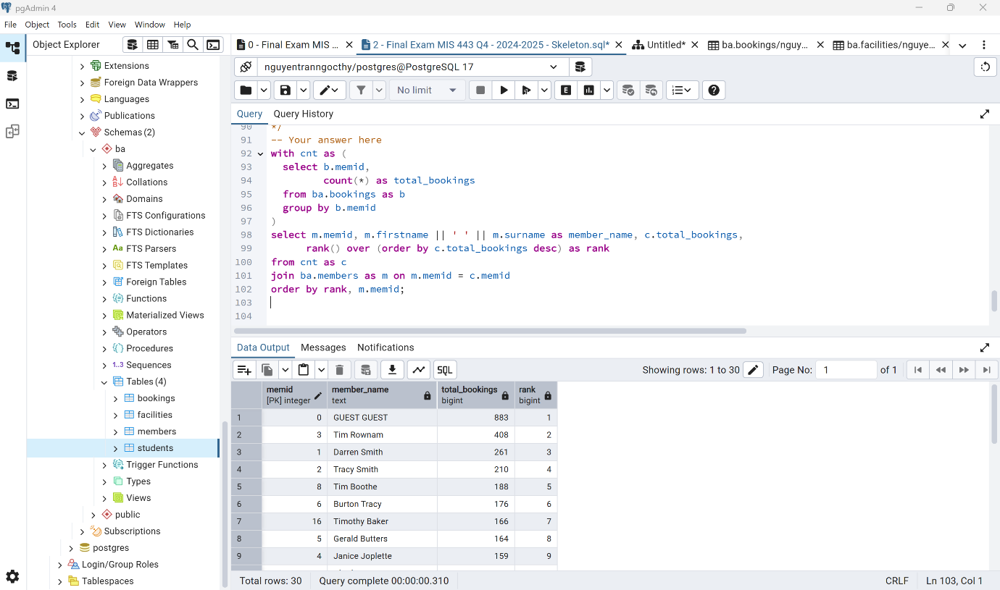 pgAdmin 4
File Object Tools Edit View Window Help
Object Explorer
0 - Final Exam MIS ...
2 - Final Exam MIS 443 Q4 - 2024-2025 - Skeleton.sql*
Untitled*
ba.bookings/nguy...
ba.facilities/nguye...
Extensions
Foreign Data Wrappers
Languages
Publications
Schemas (2)
ba
Aggregates
Collations
Domains
FTS Configurations
FTS Dictionaries
FTS Parsers
FTS Templates
Foreign Tables
Functions
Materialized Views
Operators
Procedures
1..3 Sequences
Tables (4)
bookings
facilities
members
students
Trigger Functions
Types
Views
public
Subscriptions
postgres
Login/Group Roles
Tablespaces
nguyentranngocthy/postgres@PostgreSQL 17
No limit
E
Query Query History
90 */
91 -- Your answer here
92 with cnt as (
93 select b.memid,
94 count(*) as total_bookings
95 from ba.bookings as b
96 group by b.memid
97 )
98 select m.memid, m.firstname || ' ' || m.surname as member_name, c.total_bookings,
99 rank() over (order by c.total_bookings desc) as rank
100 from cnt as c
101 join ba.members as m on m.memid = c.memid
102 order by rank, m.memid;
103
104
Data Output Messages Notifications
SQL
Showing rows: 1 to 30
Page No: 1 of 1
memid [PK] integer member_name text total_bookings bigint rank bigint
1 0 GUEST GUEST 883 1
2 3 Tim Rownam 408 2
3 1 Darren Smith 261 3
4 2 Tracy Smith 210 4
5 8 Tim Boothe 188 5
6 6 Burton Tracy 176 6
7 16 Timothy Baker 166 7
8 5 Gerald Butters 164 8
9 4 Janice Joplette 159 9
Total rows: 30 Query complete 00:00:00.310 CRLF Ln 103, Col 1